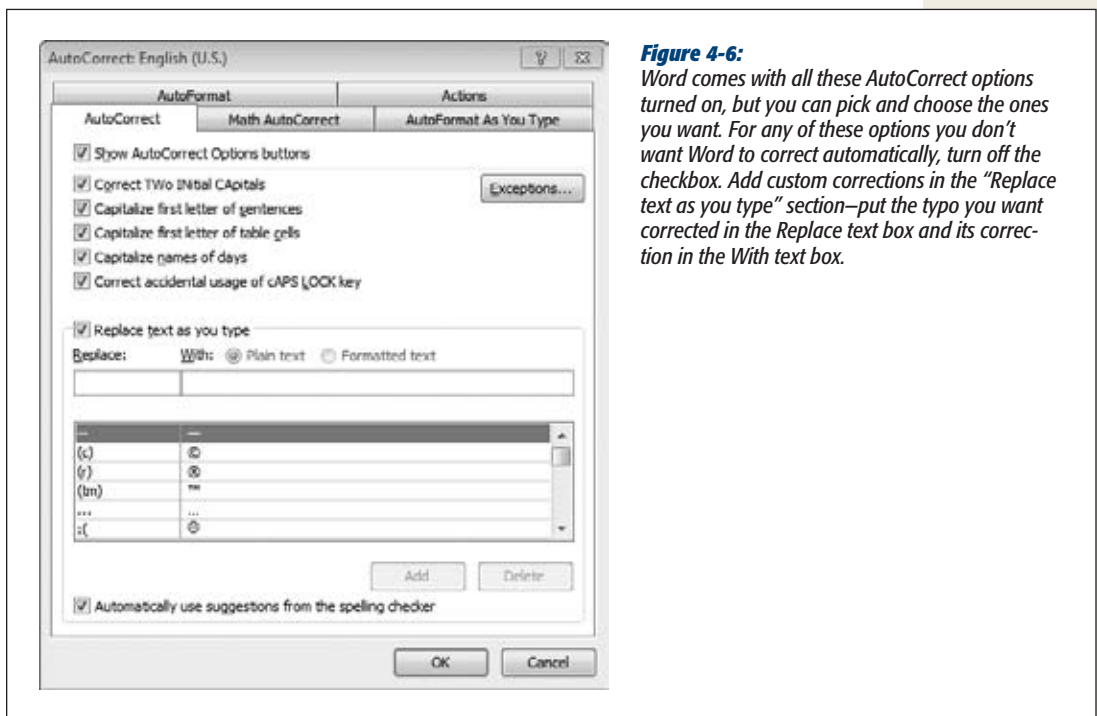 AutoCorrect: English (U.S.)
AutoFormat Actions
AutoCorrect Math AutoCorrect AutoFormat As You Type
Show AutoCorrect Options buttons
Correct TWo INitial CApitals
Exceptions...
Capitalize first letter of sentences
Capitalize first letter of table cells
Capitalize names of days
Correct accidental usage of cAPS LOCK key
Replace text as you type
Replace: With: Plain text Formatted text
-- —
(c) ©
(r) ®
(tm) ™
... …
:( ☹
Add Delete
Automatically use suggestions from the spelling checker
OK Cancel
Figure 4-6:
Word comes with all these AutoCorrect options
turned on, but you can pick and choose the ones
you want. For any of these options you don’t
want Word to correct automatically, turn off the
checkbox. Add custom corrections in the “Replace
text as you type” section—put the typo you want
corrected in the Replace text box and its correc-
tion in the With text box.